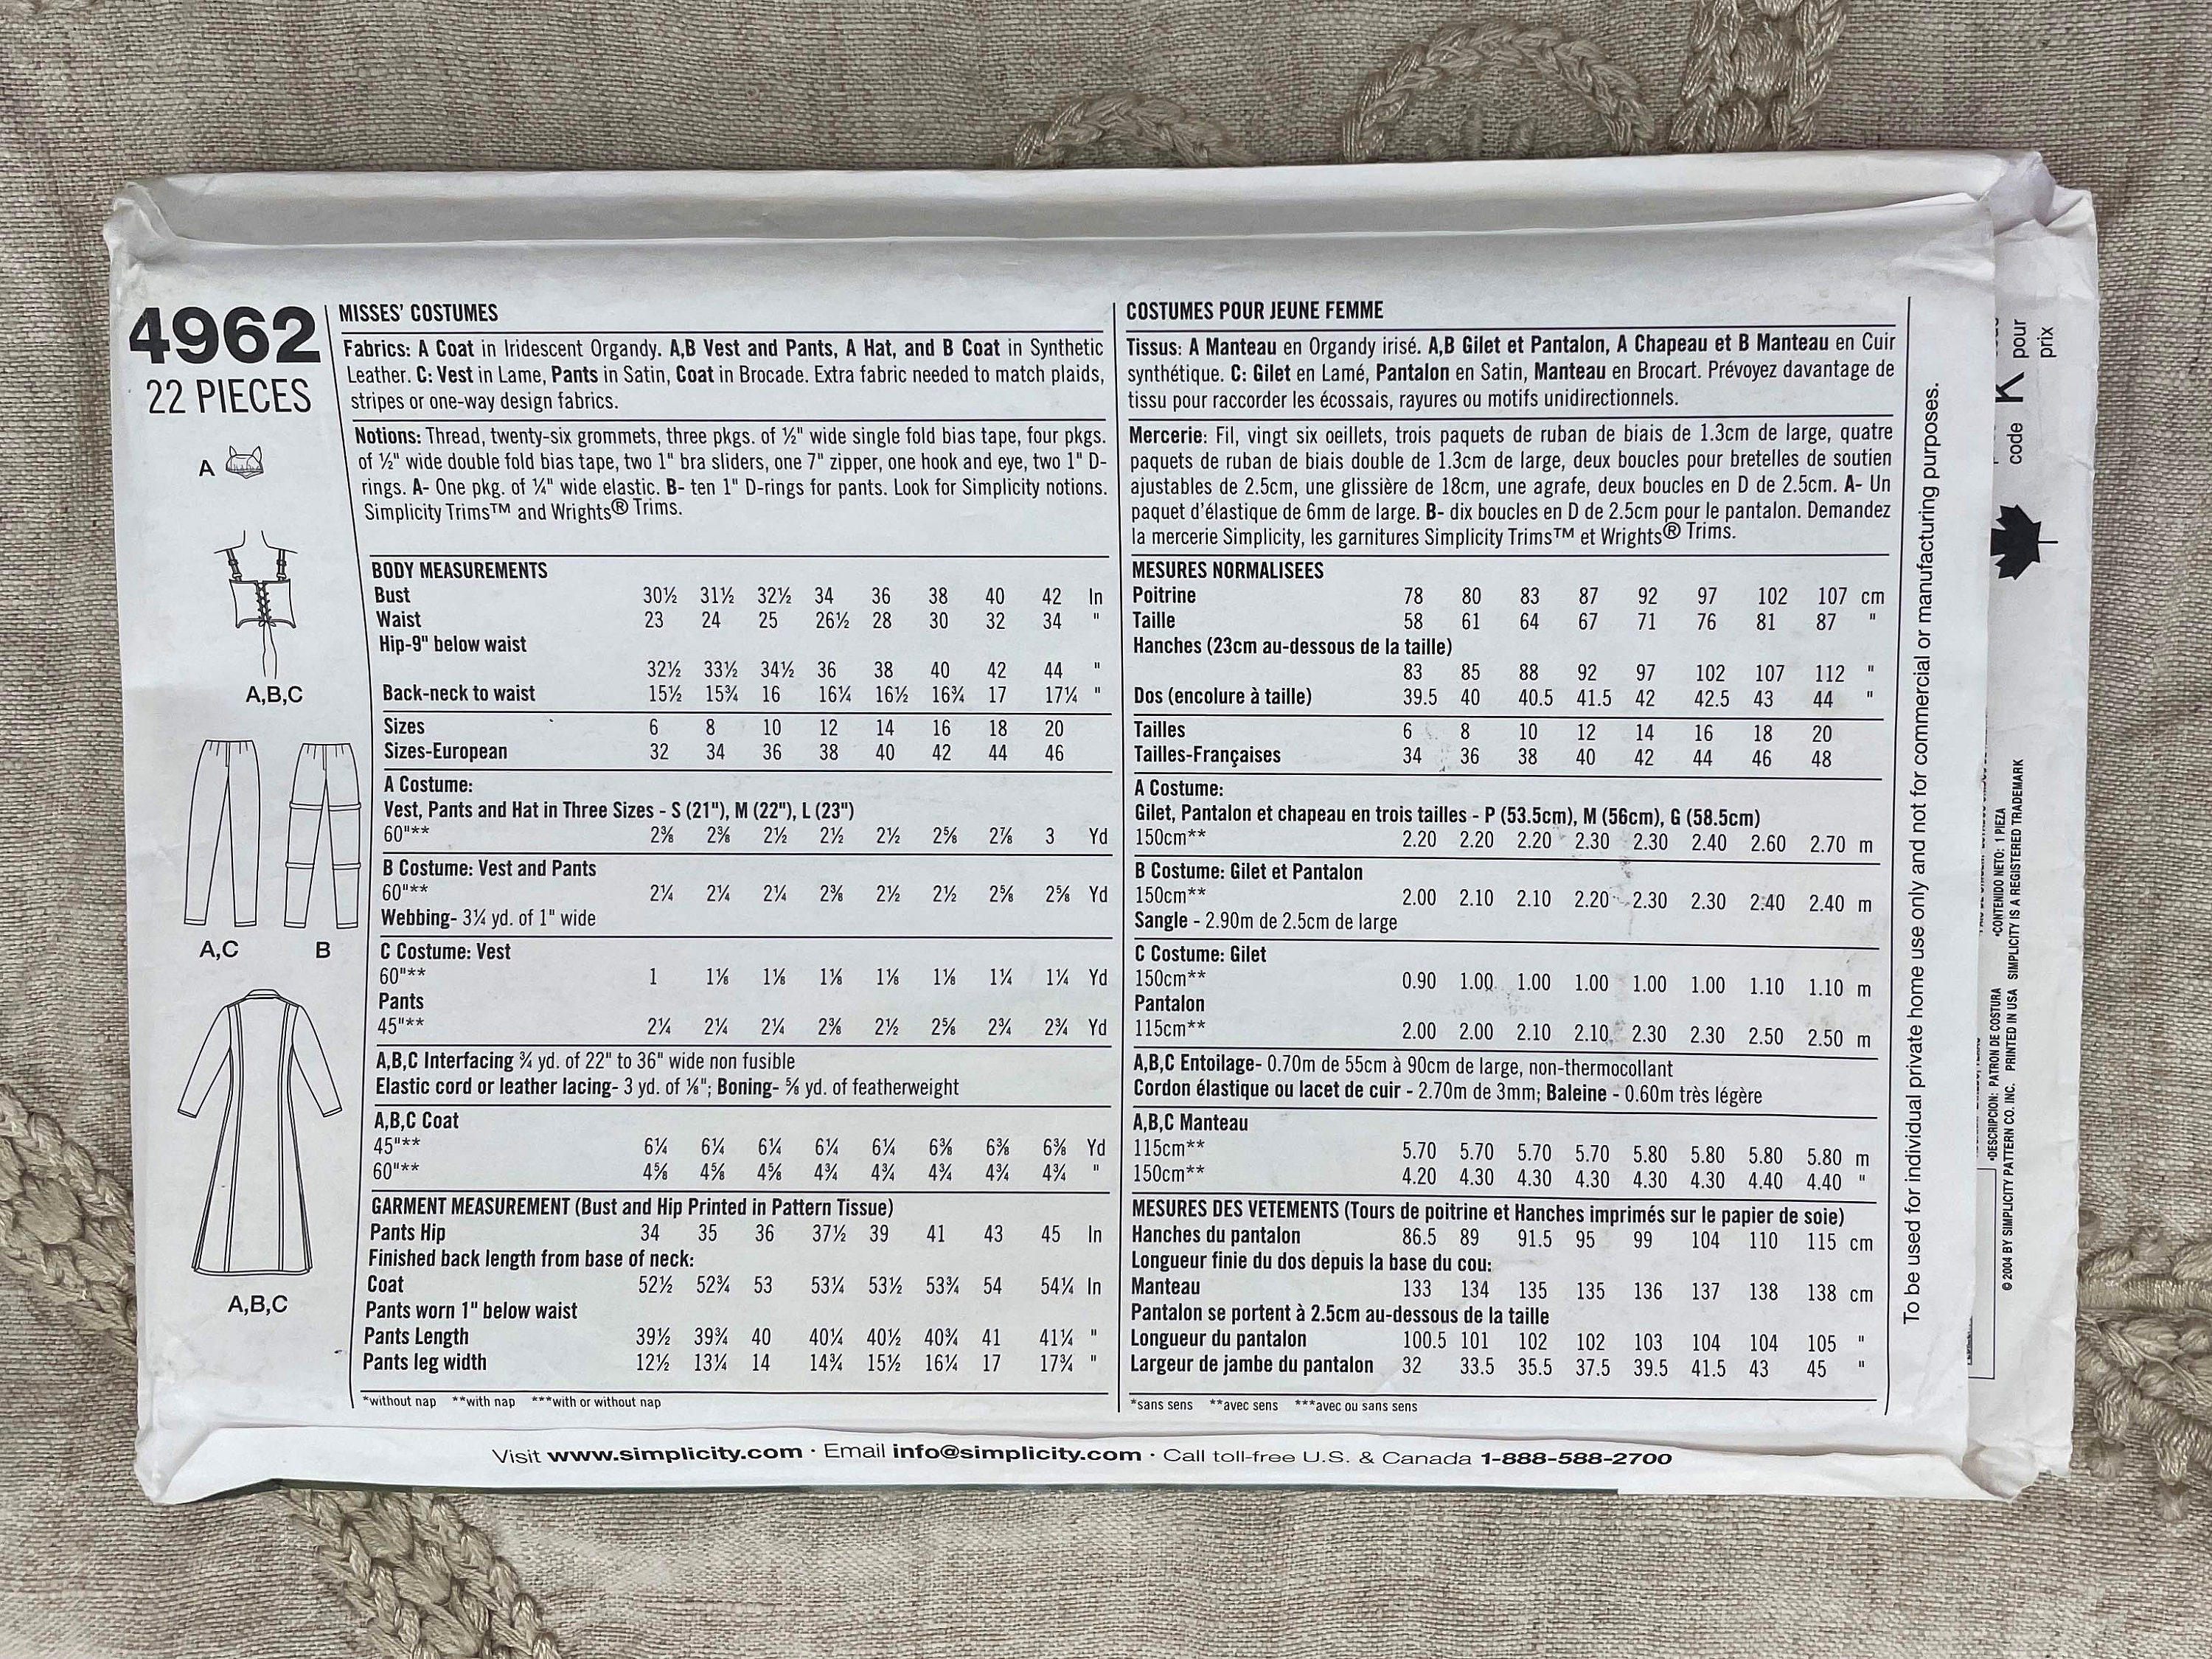 4962
22 PIECES
A
A,B,C
A,C B
A,B,C
MISSES' COSTUMES
Fabrics: A Coat in Iridescent Organdy. A,B Vest and Pants, A Hat, and B Coat in Synthetic
Leather. C: Vest in Lame, Pants in Satin, Coat in Brocade. Extra fabric needed to match plaids,
stripes or one-way design fabrics.
Notions: Thread, twenty-six grommets, three pkgs. of ½" wide single fold bias tape, four pkgs.
of ½" wide double fold bias tape, two 1" bra sliders, one 7" zipper, one hook and eye, two 1" D-
rings. A- One pkg. of ¼" wide elastic. B- ten 1" D-rings for pants. Look for Simplicity notions.
Simplicity Trims™ and Wrights® Trims.
BODY MEASUREMENTS
Bust 30½ 31½ 32½ 34 36 38 40 42 In
Waist 23 24 25 26½ 28 30 32 34 "
Hip-9" below waist
32½ 33½ 34½ 36 38 40 42 44 "
Back-neck to waist 15½ 15¾ 16 16¼ 16½ 16¾ 17 17¼ "
Sizes 6 8 10 12 14 16 18 20
Sizes-European 32 34 36 38 40 42 44 46
A Costume:
Vest, Pants and Hat in Three Sizes - S (21"), M (22"), L (23")
60"** 2⅜ 2⅜ 2½ 2½ 2½ 2⅝ 2⅞ 3 Yd
B Costume: Vest and Pants
60"** 2¼ 2¼ 2¼ 2⅜ 2½ 2½ 2⅝ 2⅝ Yd
Webbing- 3¼ yd. of 1" wide
C Costume: Vest
60"** 1 1⅛ 1⅛ 1⅛ 1⅛ 1⅛ 1¼ 1¼ Yd
Pants
45"** 2¼ 2¼ 2¼ 2⅜ 2½ 2⅝ 2¾ 2¾ Yd
A,B,C Interfacing ¾ yd. of 22" to 36" wide non fusible
Elastic cord or leather lacing- 3 yd. of ⅛"; Boning- ⅝ yd. of featherweight
A,B,C Coat
45"** 6¼ 6¼ 6¼ 6¼ 6¼ 6⅜ 6⅜ 6⅜ Yd
60"** 4⅝ 4⅝ 4⅝ 4¾ 4¾ 4¾ 4¾ 4¾ "
GARMENT MEASUREMENT (Bust and Hip Printed in Pattern Tissue)
Pants Hip 34 35 36 37½ 39 41 43 45 In
Finished back length from base of neck:
Coat 52½ 52¾ 53 53¼ 53½ 53¾ 54 54¼ In
Pants worn 1" below waist
Pants Length 39½ 39¾ 40 40¼ 40½ 40¾ 41 41¼ "
Pants leg width 12½ 13¼ 14 14¾ 15½ 16¼ 17 17¾ "
*without nap **with nap ***with or without nap
COSTUMES POUR JEUNE FEMME
Tissus: A Manteau en Organdy irisé. A,B Gilet et Pantalon, A Chapeau et B Manteau en Cuir
synthétique. C: Gilet en Lamé, Pantalon en Satin, Manteau en Brocart. Prévoyez davantage de
tissu pour raccorder les écossais, rayures ou motifs unidirectionnels.
Mercerie: Fil, vingt six oeillets, trois paquets de ruban de biais de 1.3cm de large, quatre
paquets de ruban de biais double de 1.3cm de large, deux boucles pour bretelles de soutien
ajustables de 2.5cm, une glissière de 18cm, une agrafe, deux boucles en D de 2.5cm. A- Un
paquet d'élastique de 6mm de large. B- dix boucles en D de 2.5cm pour le pantalon. Demandez
la mercerie Simplicity, les garnitures Simplicity Trims™ et Wrights® Trims.
MESURES NORMALISEES
Poitrine 78 80 83 87 92 97 102 107 cm
Taille 58 61 64 67 71 76 81 87 "
Hanches (23cm au-dessous de la taille)
83 85 88 92 97 102 107 112 "
Dos (encolure à taille) 39.5 40 40.5 41.5 42 42.5 43 44 "
Tailles 6 8 10 12 14 16 18 20
Tailles-Françaises 34 36 38 40 42 44 46 48
A Costume:
Gilet, Pantalon et chapeau en trois tailles - P (53.5cm), M (56cm), G (58.5cm)
150cm** 2.20 2.20 2.20 2.30 2.30 2.40 2.60 2.70 m
B Costume: Gilet et Pantalon
150cm** 2.00 2.10 2.10 2.20 2.30 2.30 2.40 2.40 m
Sangle - 2.90m de 2.5cm de large
C Costume: Gilet
150cm** 0.90 1.00 1.00 1.00 1.00 1.00 1.10 1.10 m
Pantalon
115cm** 2.00 2.00 2.10 2.10 2.30 2.30 2.50 2.50 m
A,B,C Entoilage- 0.70m de 55cm à 90cm de large, non-thermocollant
Cordon élastique ou lacet de cuir - 2.70m de 3mm; Baleine - 0.60m très légère
A,B,C Manteau
115cm** 5.70 5.70 5.70 5.70 5.80 5.80 5.80 5.80 m
150cm** 4.20 4.30 4.30 4.30 4.30 4.30 4.40 4.40 "
MESURES DES VETEMENTS (Tours de poitrine et Hanches imprimés sur le papier de soie)
Hanches du pantalon 86.5 89 91.5 95 99 104 110 115 cm
Longueur finie du dos depuis la base du cou:
Manteau 133 134 135 135 136 137 138 138 cm
Pantalon se portent à 2.5cm au-dessous de la taille
Longueur du pantalon 100.5 101 102 102 103 104 104 105 "
Largeur de jambe du pantalon 32 33.5 35.5 37.5 39.5 41.5 43 45 "
*sans sens **avec sens ***avec ou sans sens
To be used for individual private home use only and not for commercial or manufacturing purposes.
code K pour
prix
*DESCRIPCION: PATRON DE COSTURA *CONTENIDO NETO: 1 PIEZA
© 2004 BY SIMPLICITY PATTERN CO. INC. PRINTED IN USA SIMPLICITY IS A REGISTERED TRADEMARK
Visit www.simplicity.com · Email info@simplicity.com · Call toll-free U.S. & Canada 1-888-588-2700